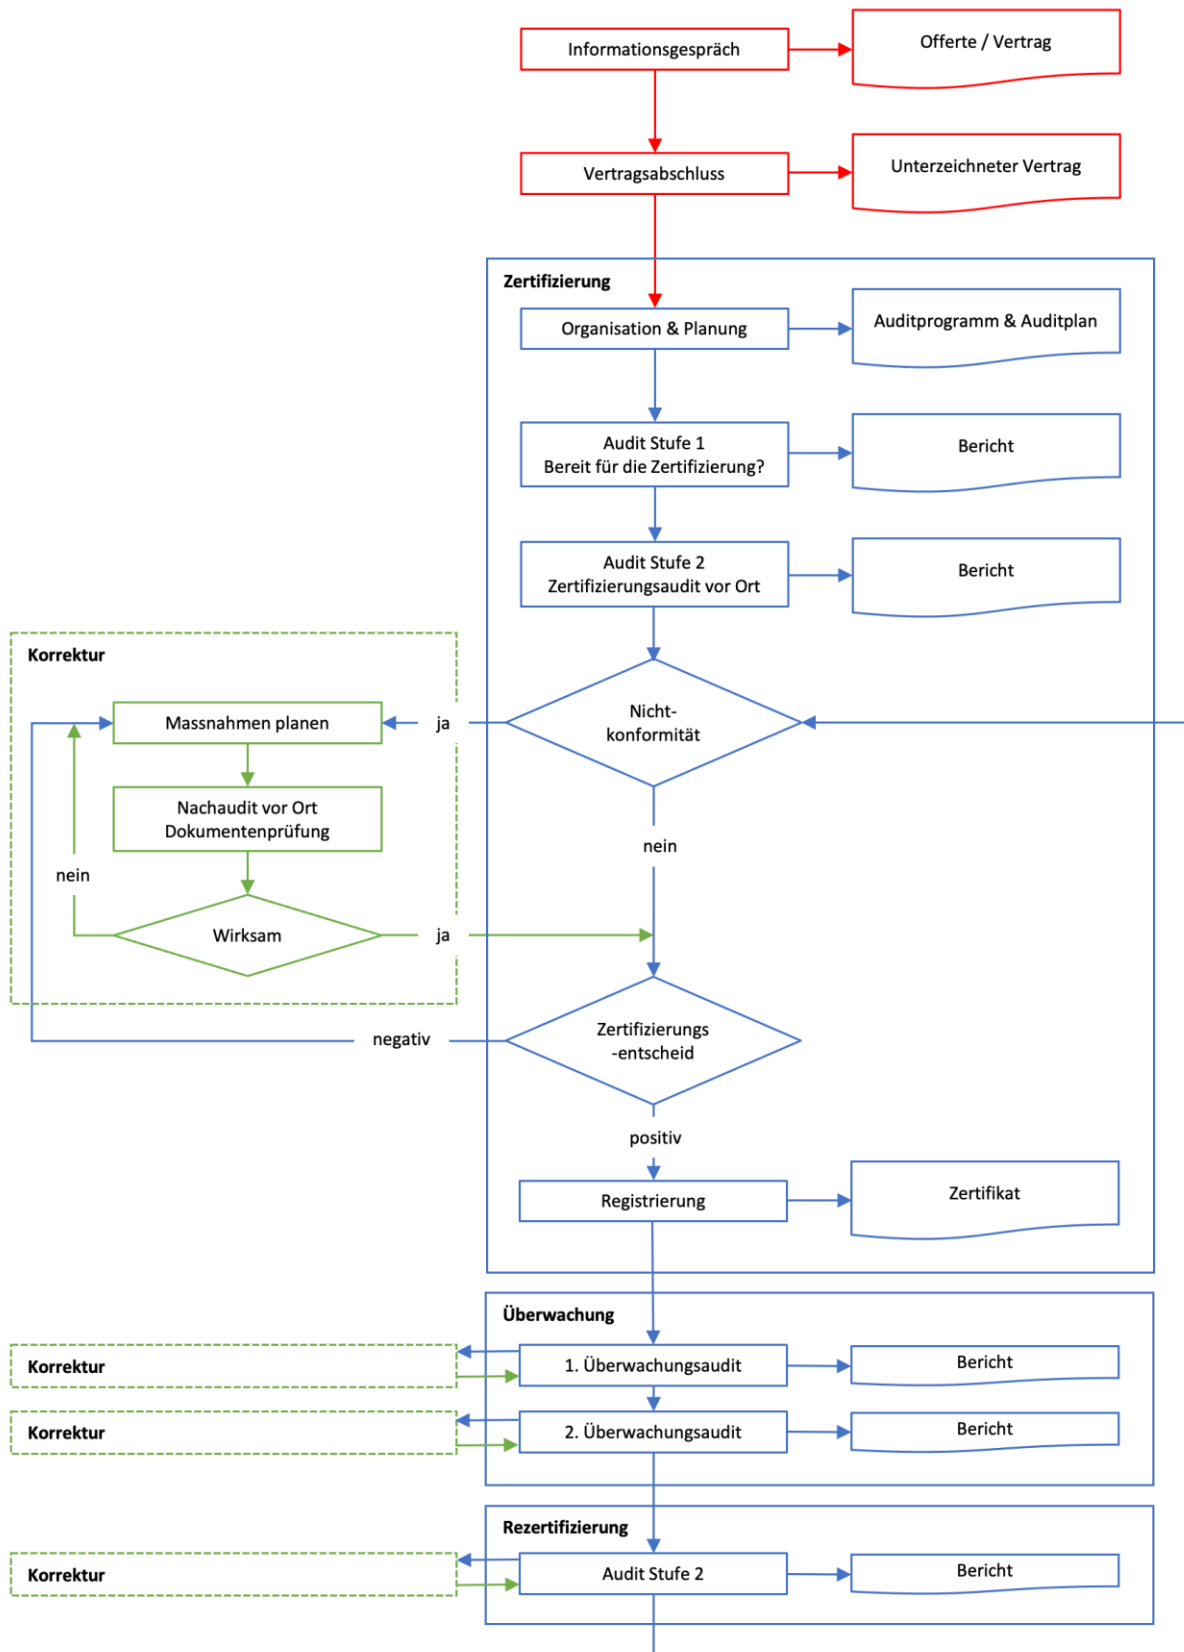 Informationsgespräch
Offerte / Vertrag
Vertragsabschluss
Unterzeichneter Vertrag
Zertifizierung
Organisation & Planung
Auditprogramm & Auditplan
Audit Stufe 1
Bereit für die Zertifizierung?
Bericht
Audit Stufe 2
Zertifizierungsaudit vor Ort
Bericht
Korrektur
Massnahmen planen
ja
Nicht-
konformität
Nachaudit vor Ort
Dokumentenprüfung
nein
nein
Wirksam
ja
negativ
Zertifizierungs
-entscheid
positiv
Registrierung
Zertifikat
Überwachung
Korrektur
1. Überwachungsaudit
Bericht
Korrektur
2. Überwachungsaudit
Bericht
Rezertifizierung
Korrektur
Audit Stufe 2
Bericht